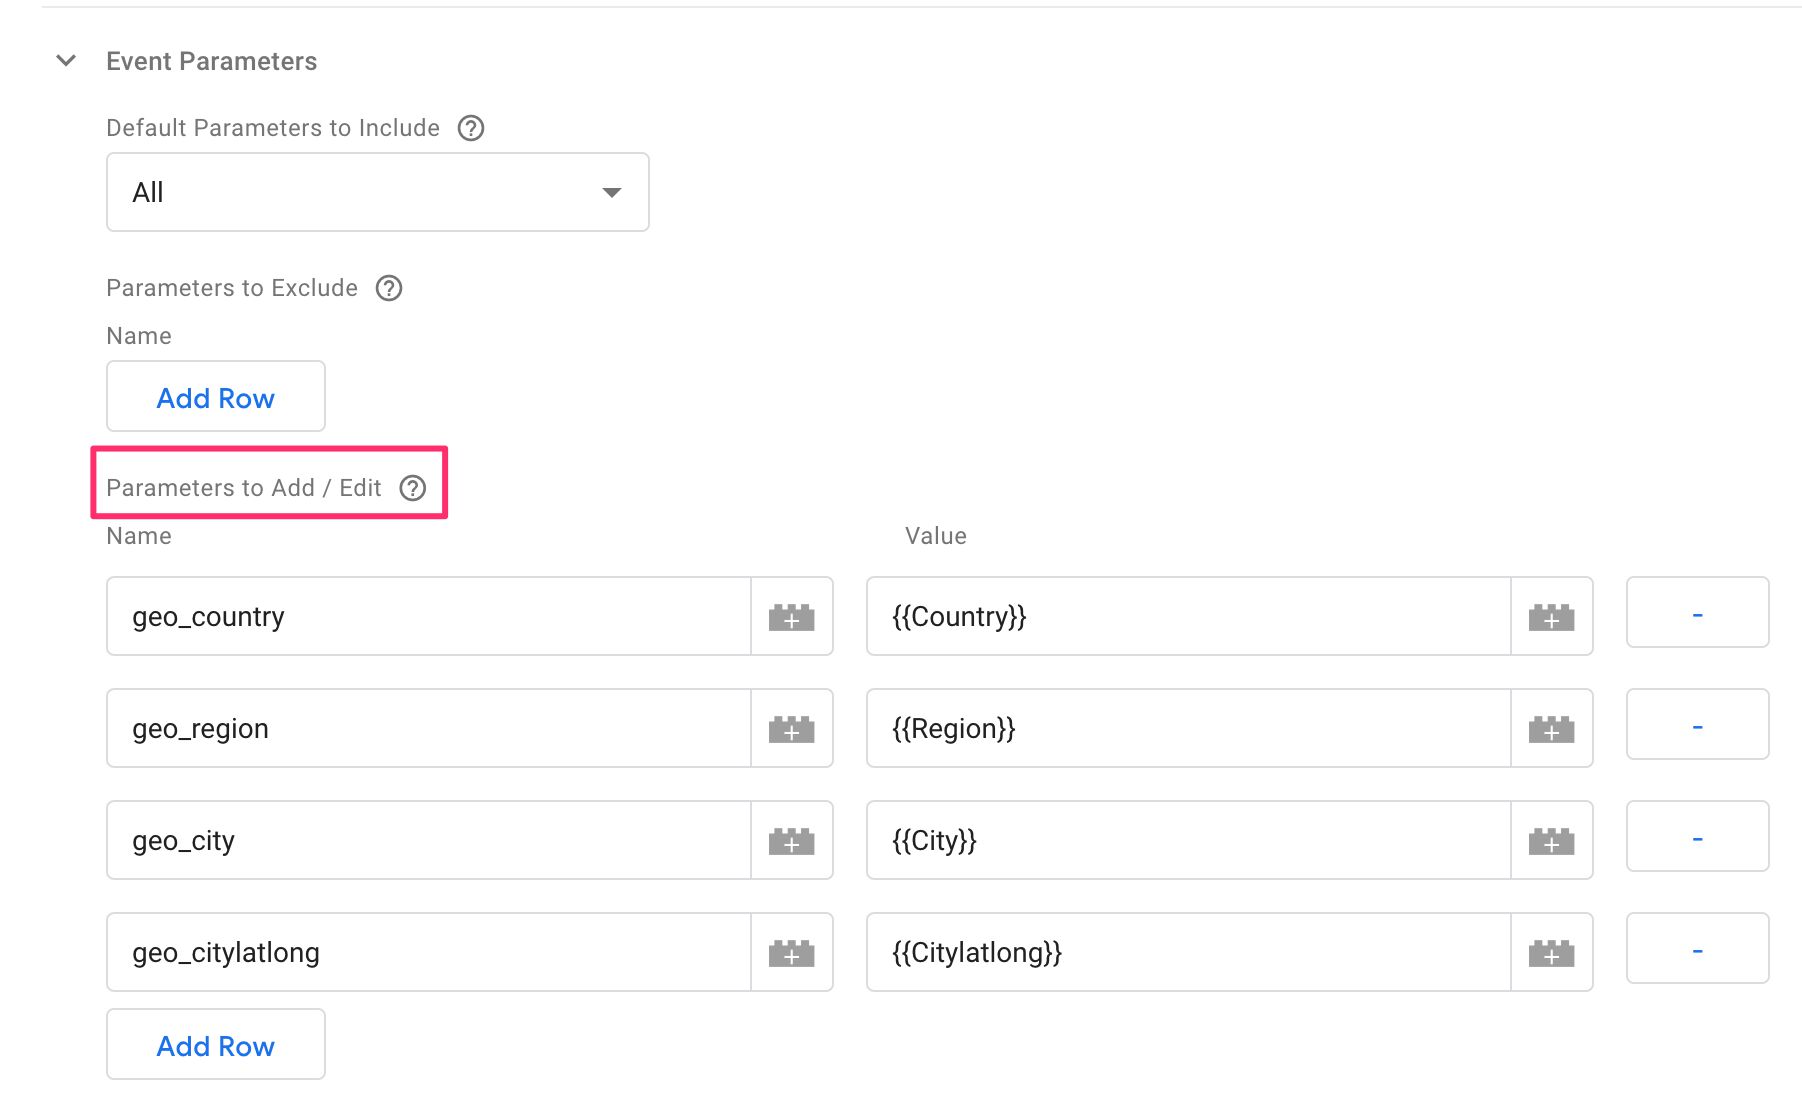 Event Parameters
Default Parameters to Include
All
Parameters to Exclude
Name
Add Row
Parameters to Add / Edit
Name Value
geo_country {{Country}} -
geo_region {{Region}} -
geo_city {{City}} -
geo_citylatlong {{Citylatlong}} -
Add Row